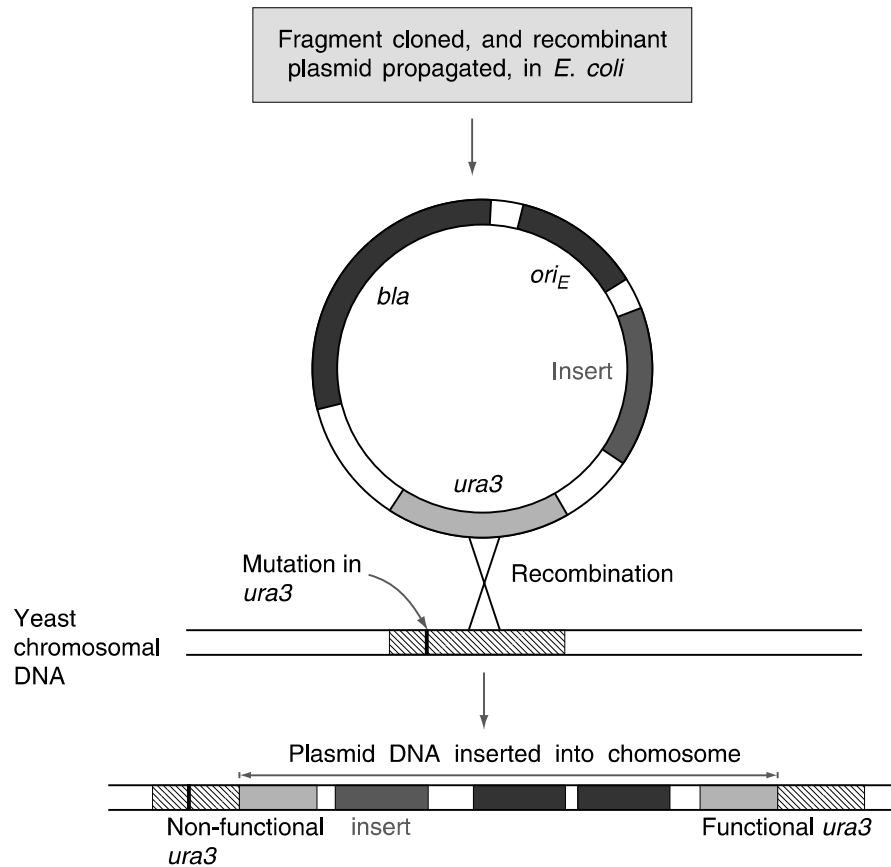 Fragment cloned, and recombinant
plasmid propagated, in E. coli
bla
oriE
Insert
ura3
Mutation in
ura3
Recombination
Yeast
chromosomal
DNA
Plasmid DNA inserted into chomosome
Non-functional
ura3
insert
Functional ura3